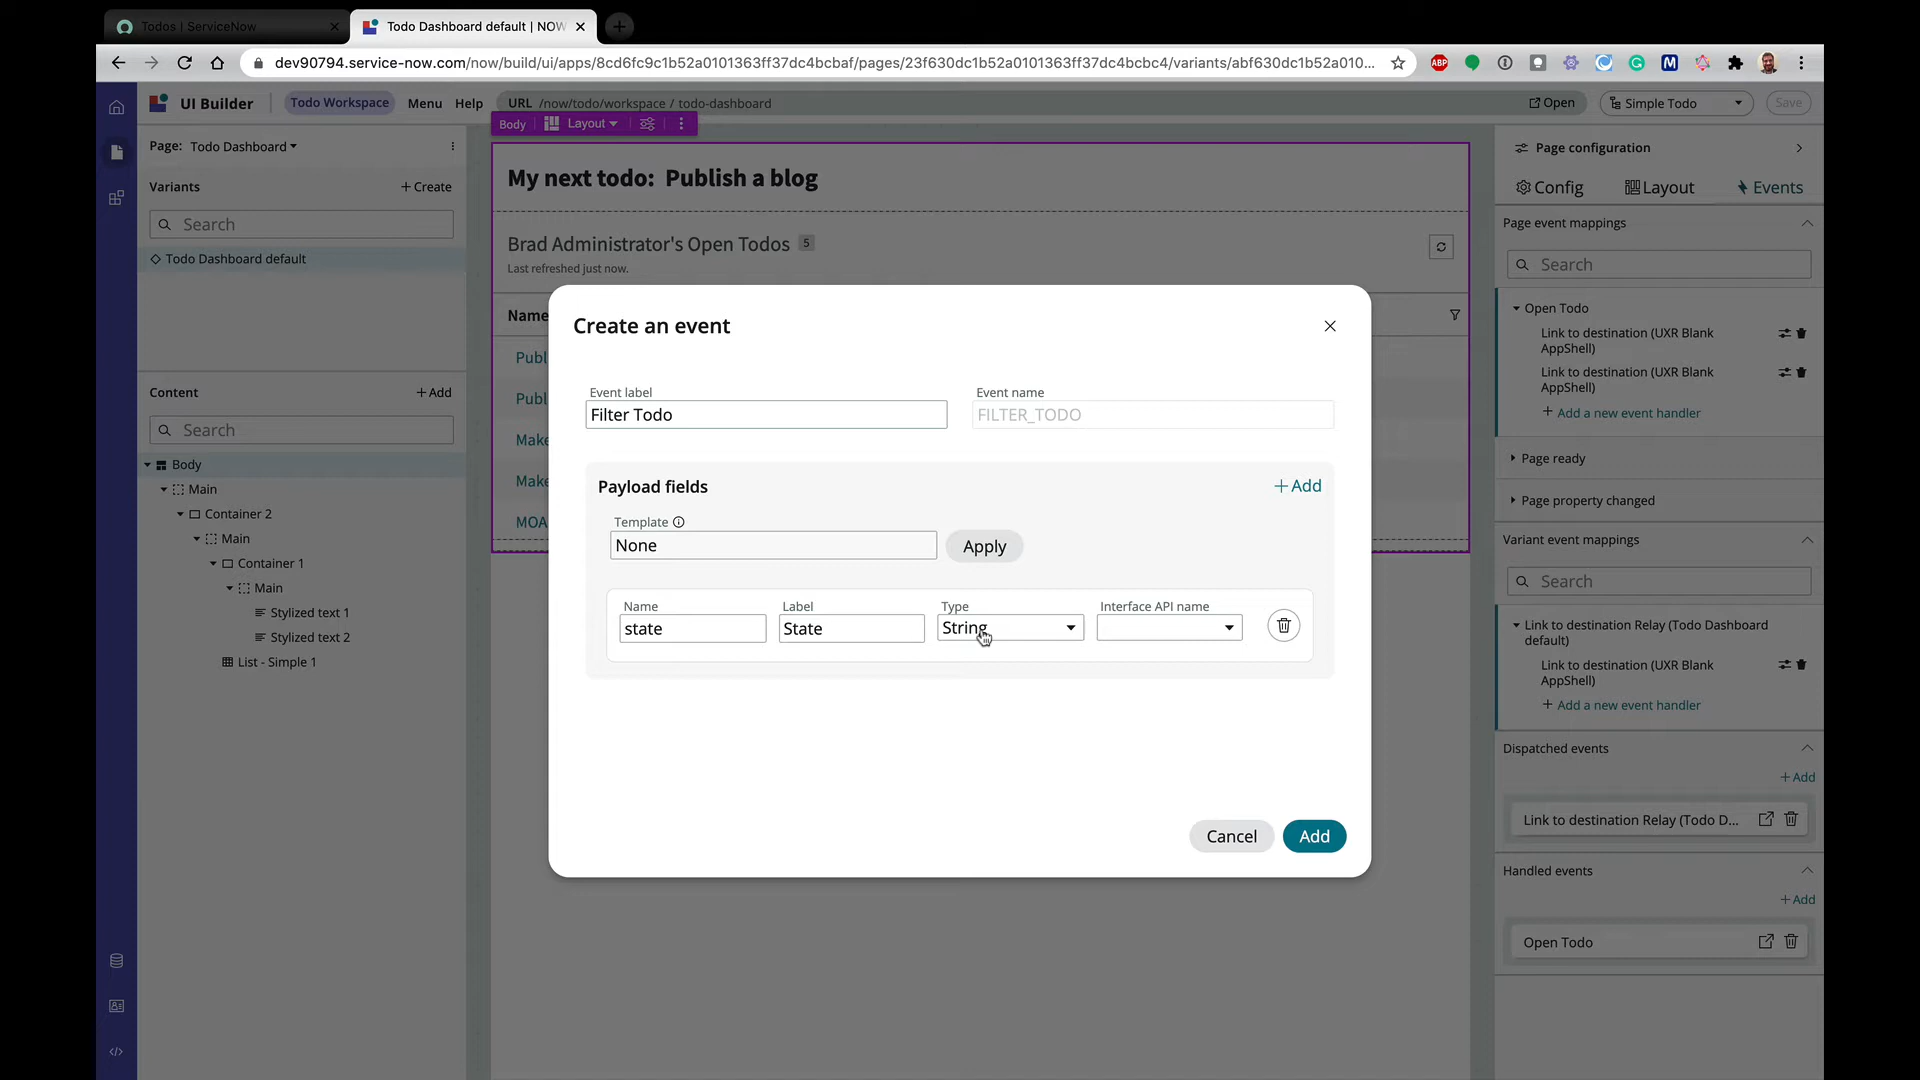 Todos | ServiceNow
Todo Dashboard default | NOW
dev90794.service-now.com/now/build/ui/apps/8cd6fc9c1b52a0101363ff37dc4bcbaf/pages/23f630dc1b52a0101363ff37dc4bcbc4/variants/abf630dc1b52a010...
ABP
UI Builder
Todo Workspace
Menu
Help
URL /now/todo/workspace / todo-dashboard
Open
Simple Todo
Save
Body
Layout
Page: Todo Dashboard
Variants
+ Create
Search
Todo Dashboard default
Content
+ Add
Search
Body
Main
Container 2
Main
Container 1
Main
Stylized text 1
Stylized text 2
List - Simple 1
My next todo: Publish a blog
Brad Administrator's Open Todos 5
Last refreshed just now.
Name
Publ
Publ
Make
Make
MOA
Create an event
Event label
Filter Todo
Event name
FILTER_TODO
Payload fields
+ Add
Template
None
Apply
Name
state
Label
State
Type
String
Interface API name
Cancel
Add
Page configuration
Config
Layout
Events
Page event mappings
Search
Open Todo
Link to destination (UXR Blank
AppShell)
Link to destination (UXR Blank
AppShell)
+ Add a new event handler
Page ready
Page property changed
Variant event mappings
Search
Link to destination Relay (Todo Dashboard
default)
Link to destination (UXR Blank
AppShell)
+ Add a new event handler
Dispatched events
+ Add
Link to destination Relay (Todo D...
Handled events
+ Add
Open Todo